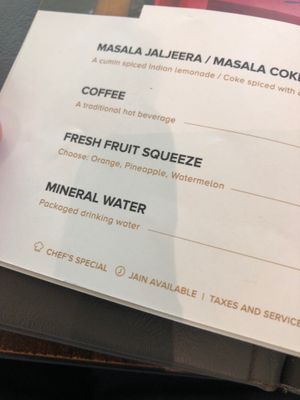 MASALA JALJEERA / MASALA COKE
A cumin spiced Indian lemonade / Coke spiced with
COFFEE
A traditional hot beverage
FRESH FRUIT SQUEEZE
Choose: Orange, Pineapple, Watermelon
MINERAL WATER
Packaged drinking water
CHEF'S SPECIAL JAIN AVAILABLE | TAXES AND SERVICE